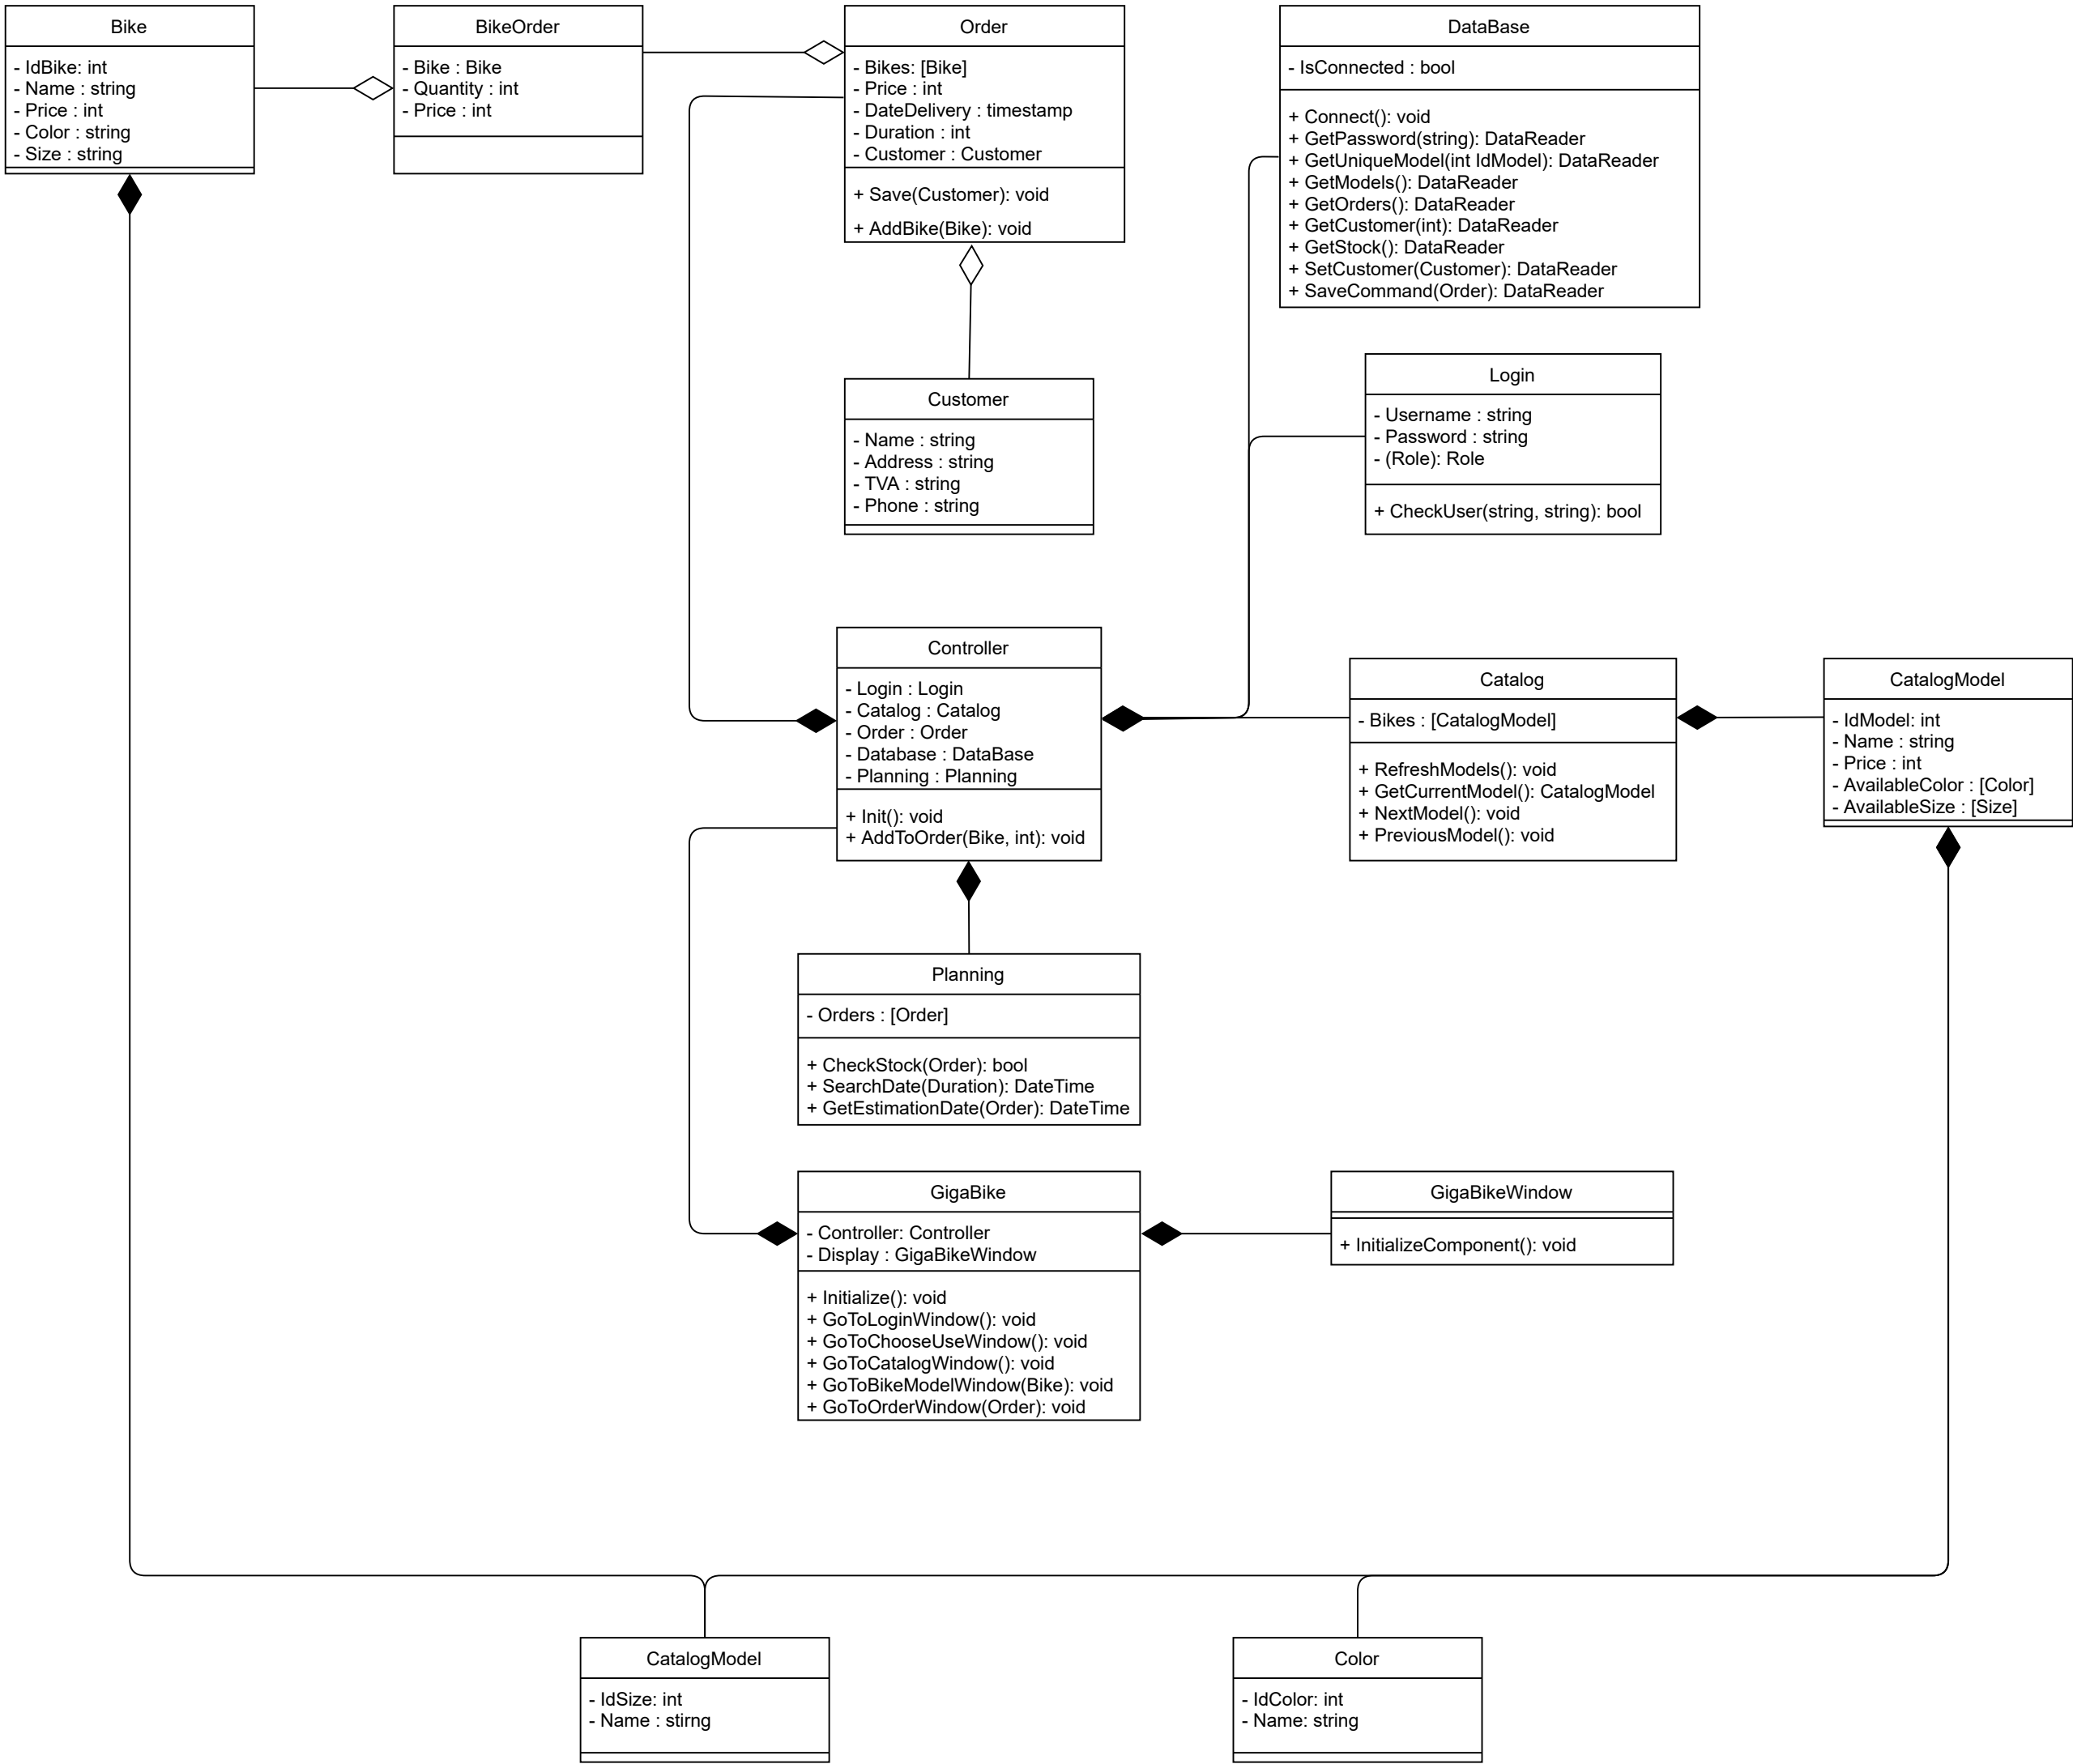 Bike
- IdBike: int
- Name : string
- Price : int
- Color : string
- Size : string
BikeOrder
- Bike : Bike
- Quantity : int
- Price : int
Order
- Bikes: [Bike]
- Price : int
- DateDelivery : timestamp
- Duration : int
- Customer : Customer
+ Save(Customer): void
+ AddBike(Bike): void
DataBase
- IsConnected : bool
+ Connect(): void
+ GetPassword(string): DataReader
+ GetUniqueModel(int IdModel): DataReader
+ GetModels(): DataReader
+ GetOrders(): DataReader
+ GetCustomer(int): DataReader
+ GetStock(): DataReader
+ SetCustomer(Customer): DataReader
+ SaveCommand(Order): DataReader
Customer
- Name : string
- Address : string
- TVA : string
- Phone : string
Login
- Username : string
- Password : string
- (Role): Role
+ CheckUser(string, string): bool
Controller
- Login : Login
- Catalog : Catalog
- Order : Order
- Database : DataBase
- Planning : Planning
+ Init(): void
+ AddToOrder(Bike, int): void
Catalog
- Bikes : [CatalogModel]
+ RefreshModels(): void
+ GetCurrentModel(): CatalogModel
+ NextModel(): void
+ PreviousModel(): void
CatalogModel
- IdModel: int
- Name : string
- Price : int
- AvailableColor : [Color]
- AvailableSize : [Size]
Planning
- Orders : [Order]
+ CheckStock(Order): bool
+ SearchDate(Duration): DateTime
+ GetEstimationDate(Order): DateTime
GigaBike
- Controller: Controller
- Display : GigaBikeWindow
+ Initialize(): void
+ GoToLoginWindow(): void
+ GoToChooseUseWindow(): void
+ GoToCatalogWindow(): void
+ GoToBikeModelWindow(Bike): void
+ GoToOrderWindow(Order): void
GigaBikeWindow
+ InitializeComponent(): void
CatalogModel
- IdSize: int
- Name : stirng
Color
- IdColor: int
- Name: string